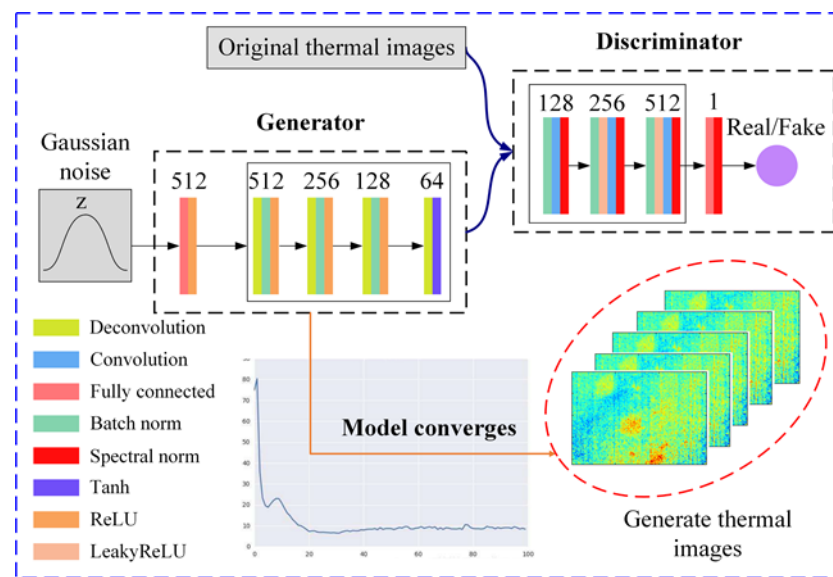 Original thermal images
Discriminator
128 256 512 1
Real/Fake
Generator
Gaussian
noise
z
512 512 256 128 64
Deconvolution
Convolution
Fully connected
Batch norm
Spectral norm
Tanh
ReLU
LeakyReLU
Model converges
70
60
50
40
30
20
10
0
0 20 40 60 80 100
Generate thermal
images